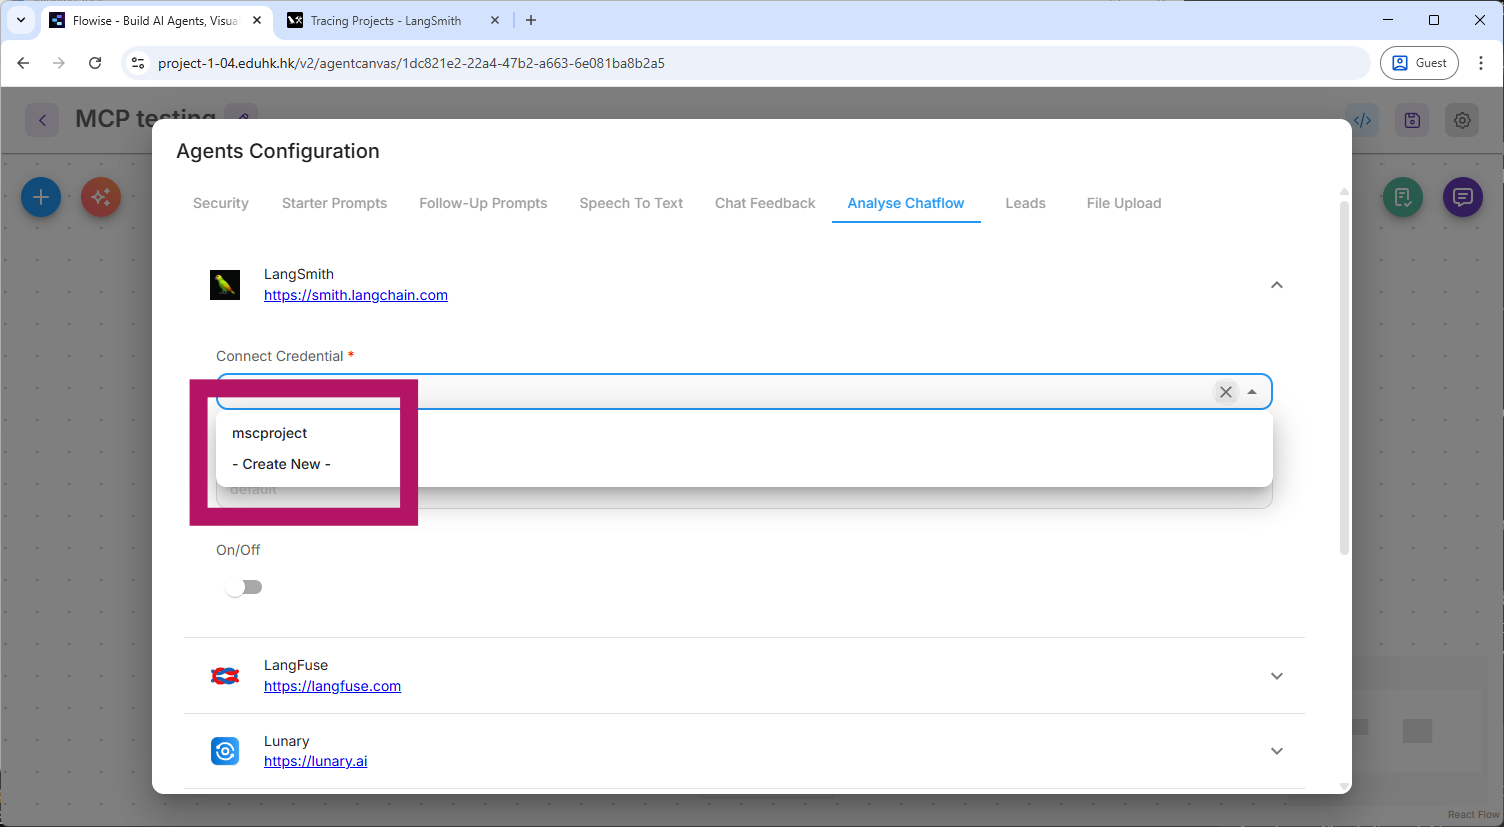 Flowise - Build AI Agents, Visua
Tracing Projects - LangSmith
project-1-04.eduhk.hk/v2/agentcanvas/1dc821e2-22a4-47b2-a663-6e081ba8b2a5
Guest
MCP testing
Agents Configuration
Security
Starter Prompts
Follow-Up Prompts
Speech To Text
Chat Feedback
Analyse Chatflow
Leads
File Upload
LangSmith
https://smith.langchain.com
Connect Credential *
mscproject
- Create New -
default
On/Off
LangFuse
https://langfuse.com
Lunary
https://lunary.ai
React Flow